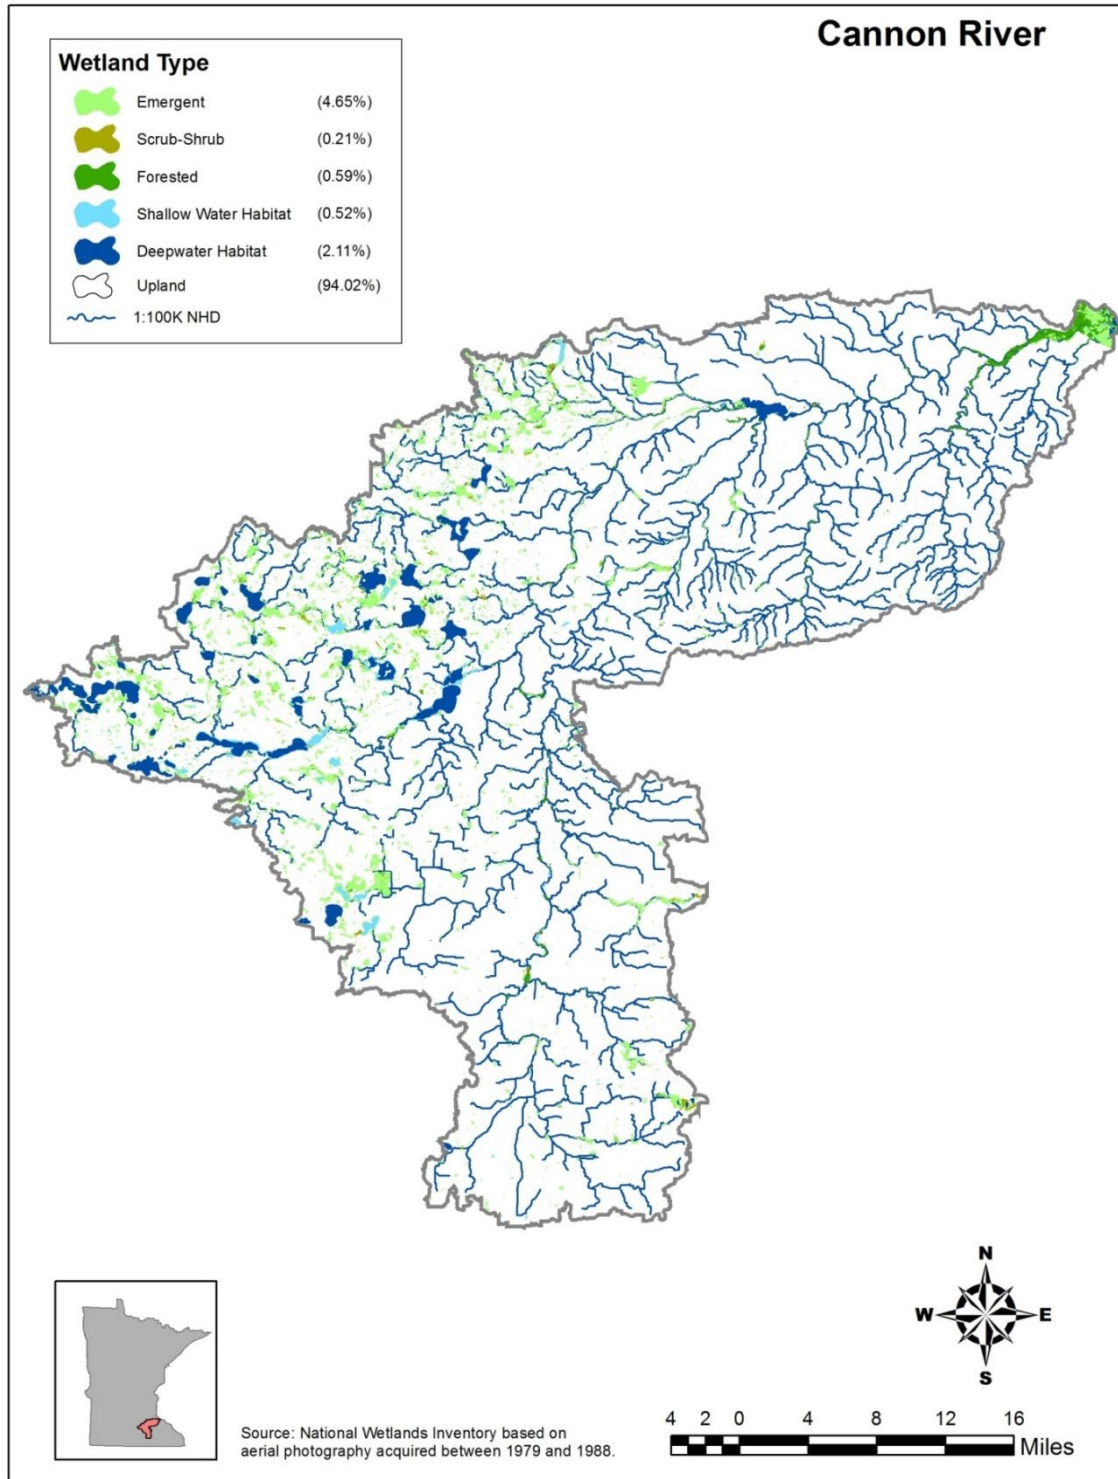 Cannon River
Wetland Type
Emergent (4.65%)
Scrub-Shrub (0.21%)
Forested (0.59%)
Shallow Water Habitat (0.52%)
Deepwater Habitat (2.11%)
Upland (94.02%)
1:100K NHD
N
W E
S
Source: National Wetlands Inventory based on
aerial photography acquired between 1979 and 1988.
4 2 0 4 8 12 16
Miles